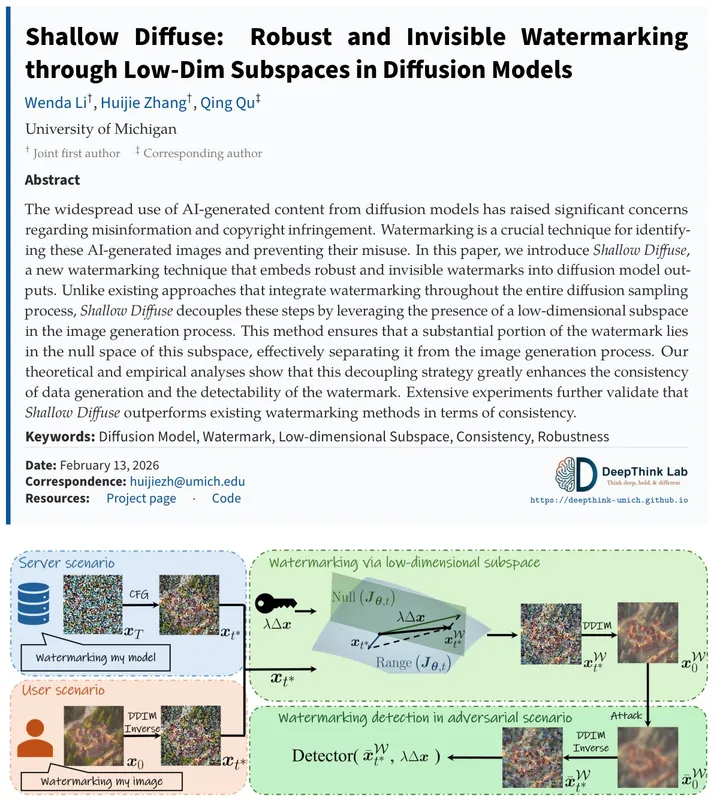 Shallow Diffuse: Robust and Invisible Watermarking
through Low-Dim Subspaces in Diffusion Models
Wenda Li†, Huijie Zhang†, Qing Qu‡
University of Michigan
† Joint first author ‡ Corresponding author
Abstract
The widespread use of AI-generated content from diffusion models has raised significant concerns
regarding misinformation and copyright infringement. Watermarking is a crucial technique for identify-
ing these AI-generated images and preventing their misuse. In this paper, we introduce Shallow Diffuse,
a new watermarking technique that embeds robust and invisible watermarks into diffusion model out-
puts. Unlike existing approaches that integrate watermarking throughout the entire diffusion sampling
process, Shallow Diffuse decouples these steps by leveraging the presence of a low-dimensional subspace
in the image generation process. This method ensures that a substantial portion of the watermark lies
in the null space of this subspace, effectively separating it from the image generation process. Our
theoretical and empirical analyses show that this decoupling strategy greatly enhances the consistency
of data generation and the detectability of the watermark. Extensive experiments further validate that
Shallow Diffuse outperforms existing watermarking methods in terms of consistency.
Keywords: Diffusion Model, Watermark, Low-dimensional Subspace, Consistency, Robustness
Date: February 13, 2026
Correspondence: huijiezh@umich.edu
Resources: Project page · Code
DeepThink Lab
Think deep, bold, & different
https://deepthink-umich.github.io
Server scenario
CFG
x_T
x_{t*}
Watermarking my model
User scenario
DDIM
Inverse
x_0
x_{t*}
Watermarking my image
Watermarking via low-dimensional subspace
λΔx
x_{t*}
Null (J_{θ,t})
λΔx
x_{t*}
x_{t*}^W
Range (J_{θ,t})
x_{t*}^W
DDIM
x_0^W
Watermarking detection in adversarial scenario
Attack
Detector( x̄_{t*}^W , λΔx )
DDIM
Inverse
x̄_{t*}^W
x̄_0^W